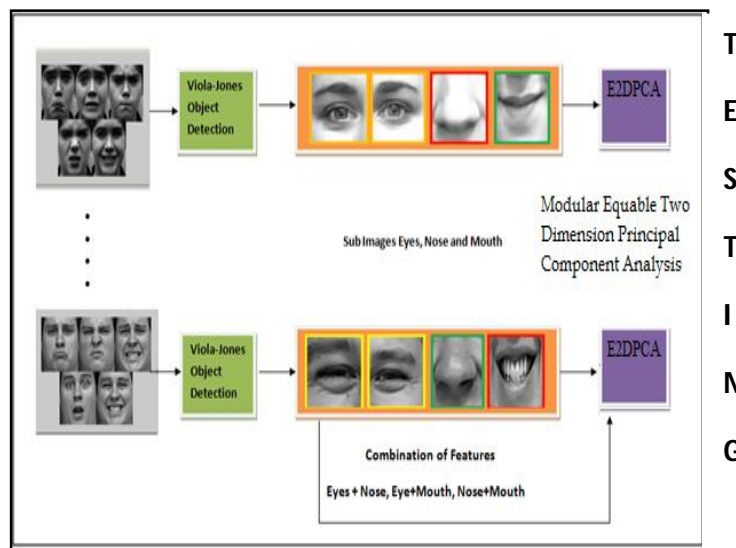 Viola-Jones
Object
Detection
E2DPCA
Sub Images Eyes, Nose and Mouth
Modular Equable Two
Dimension Principal
Component Analysis
Viola-Jones
Object
Detection
E2DPCA
Combination of Features
Eyes + Nose, Eye+Mouth, Nose+Mouth
T
E
S
T
I
N
G